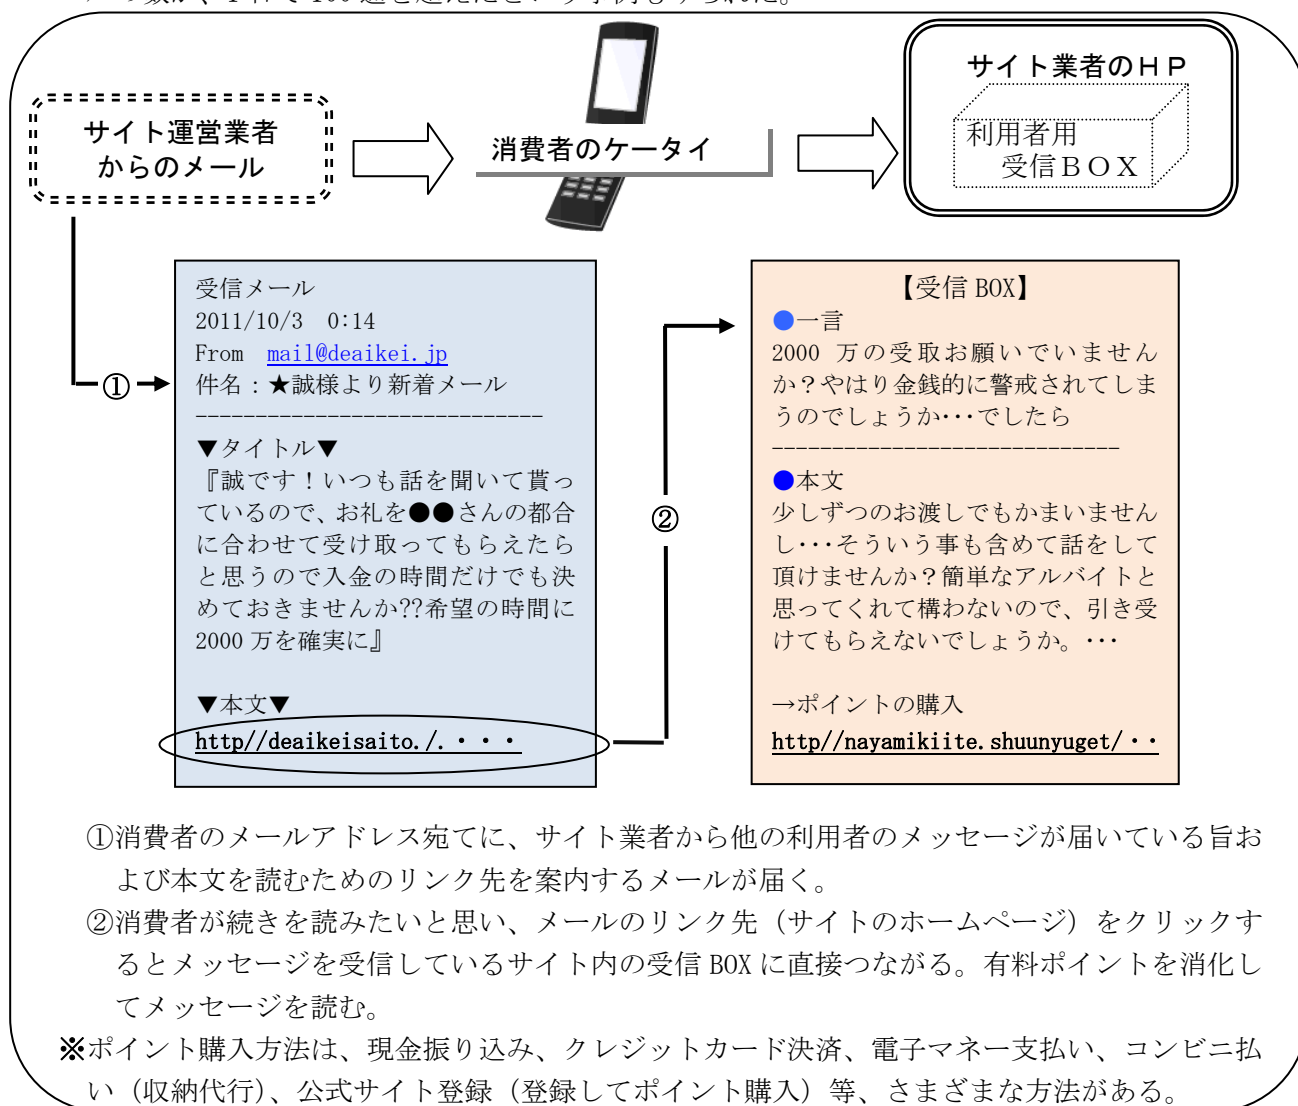 サイト運営業者
からのメール
消費者のケータイ
サイト業者のＨＰ
利用者用
受信ＢＯＸ
①
受信メール
2011/10/3　0:14
From　mail@deaikei.jp
件名：★誠様より新着メール
-----------------------------
▼タイトル▼
『誠です！いつも話を聞いて貰っ
ているので、お礼を●●さんの都合
に合わせて受け取ってもらえたら
と思うので入金の時間だけでも決
めておきませんか??希望の時間に
2000 万を確実に』
▼本文▼
http//deaikeisaito./.・・・
②
【受信 BOX】
●一言
2000 万の受取お願いでいません
か？やはり金銭的に警戒されてしま
うのでしょうか・・・でしたら
-----------------------------
●本文
少しずつのお渡しでもかまいません
し・・・そういう事も含めて話をして
頂けませんか？簡単なアルバイトと
思ってくれて構わないので、引き受
けてもらえないでしょうか。・・・
→ポイントの購入
http//nayamikiite.shuunyuget/・・
①消費者のメールアドレス宛てに、サイト業者から他の利用者のメッセージが届いている旨お
よび本文を読むためのリンク先を案内するメールが届く。
②消費者が続きを読みたいと思い、メールのリンク先（サイトのホームページ）をクリックす
るとメッセージを受信しているサイト内の受信 BOX に直接つながる。有料ポイントを消化し
てメッセージを読む。
※ポイント購入方法は、現金振り込み、クレジットカード決済、電子マネー支払い、コンビニ払
い（収納代行）、公式サイト登録（登録してポイント購入）等、さまざまな方法がある。